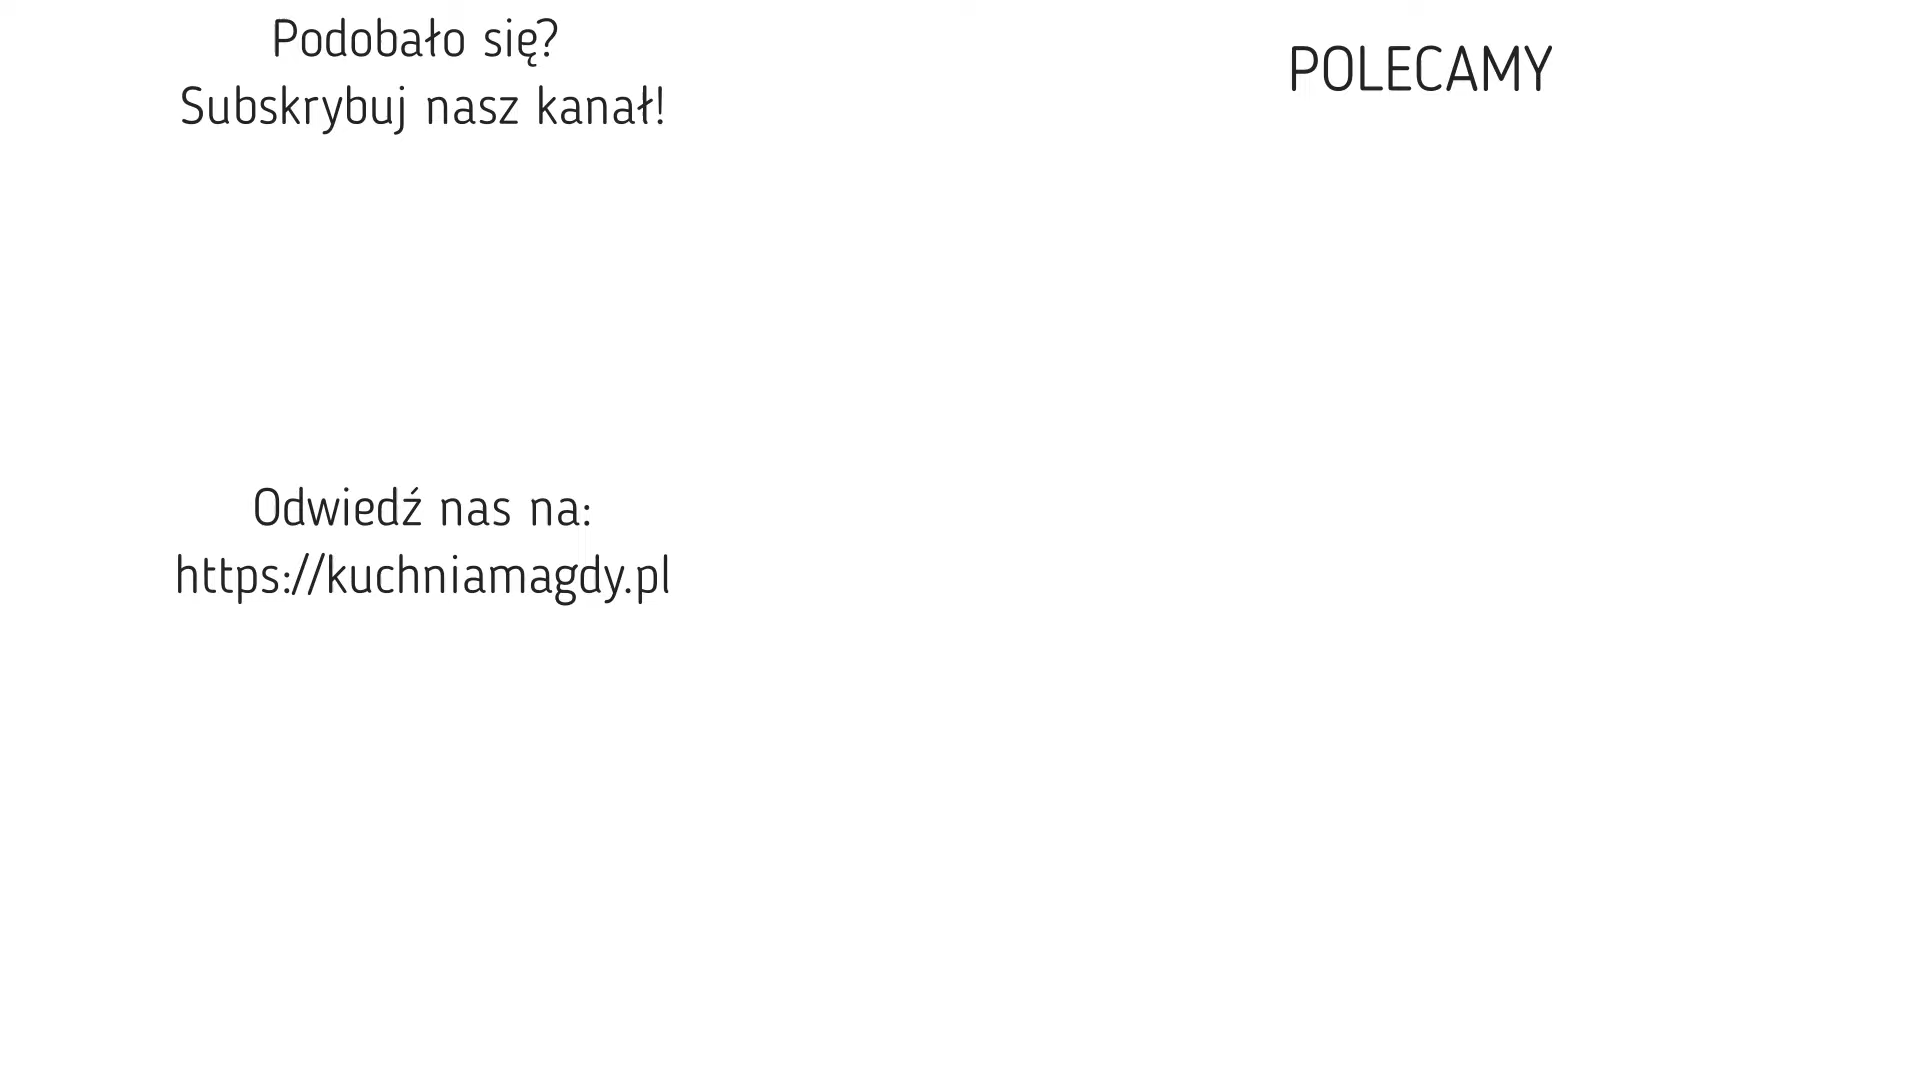 Podobało się?
Subskrybuj nasz kanał!
POLECAMY
Odwiedź nas na:
https://kuchniamagdy.pl